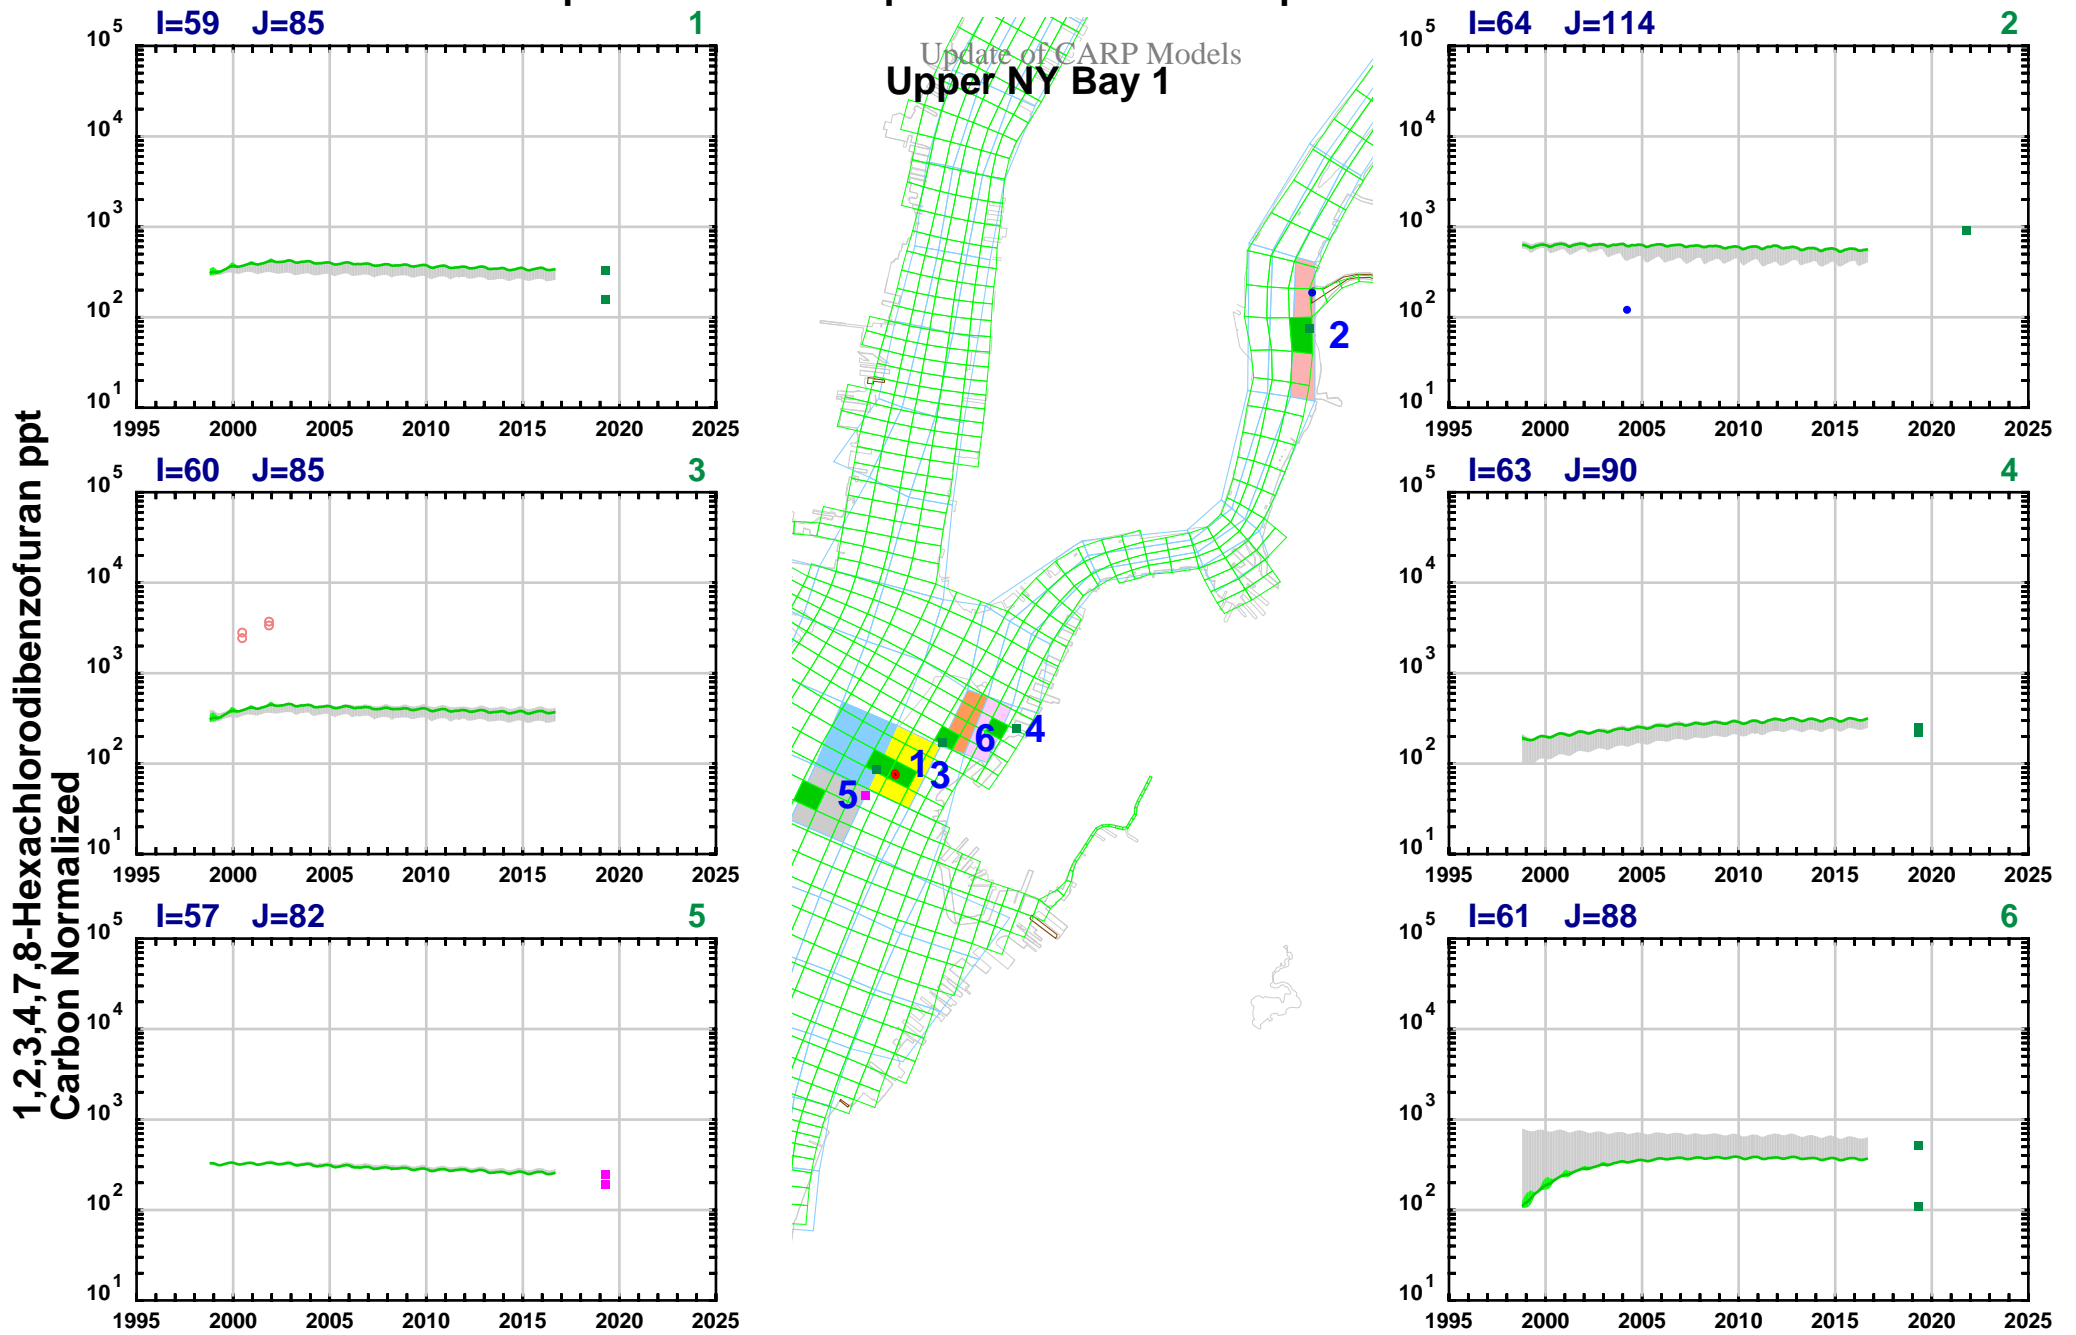 Update of CARP Models
Upper NY Bay 1
1,2,3,4,7,8-Hexachlorodibenzofuran ppt
Carbon Normalized
I=59 J=85 1
10^5
10^4
10^3
10^2
10^1
1995 2000 2005 2010 2015 2020 2025
I=64 J=114 2
10^5
10^4
10^3
10^2
10^1
1995 2000 2005 2010 2015 2020 2025
I=60 J=85 3
10^5
10^4
10^3
10^2
10^1
1995 2000 2005 2010 2015 2020 2025
I=63 J=90 4
10^5
10^4
10^3
10^2
10^1
1995 2000 2005 2010 2015 2020 2025
I=57 J=82 5
10^5
10^4
10^3
10^2
10^1
1995 2000 2005 2010 2015 2020 2025
I=61 J=88 6
10^5
10^4
10^3
10^2
10^1
1995 2000 2005 2010 2015 2020 2025
2
4
6
1
3
5